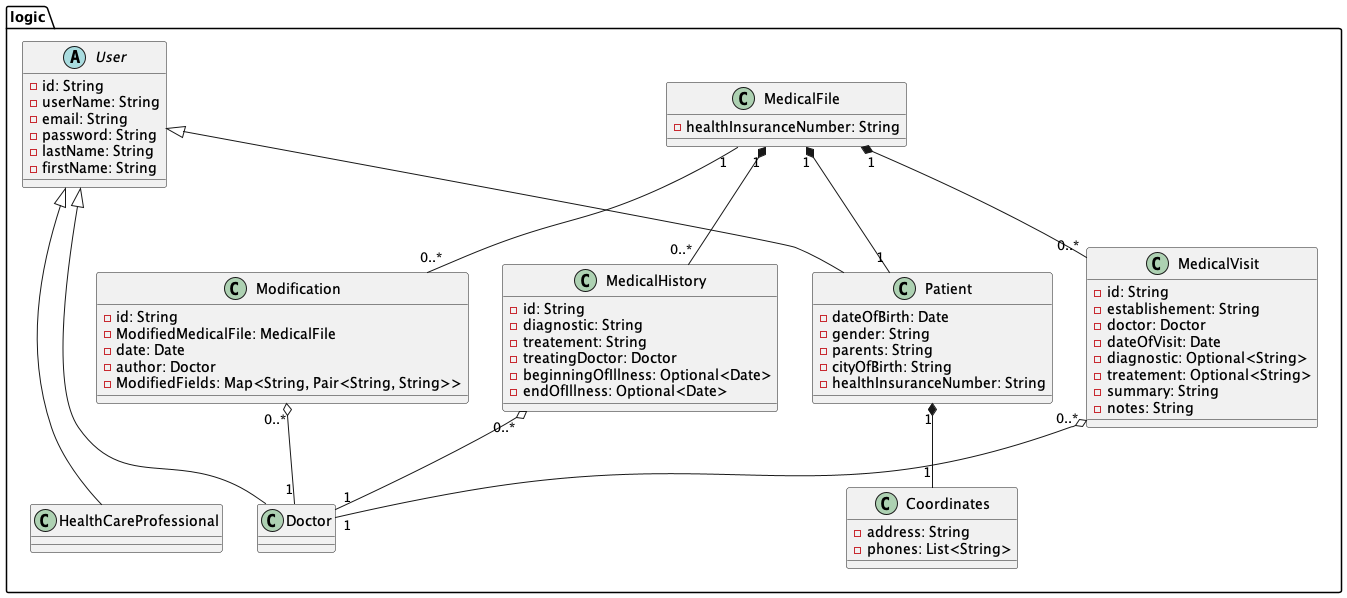 logic
A User
id: String
userName: String
email: String
password: String
lastName: String
firstName: String
C MedicalFile
healthInsuranceNumber: String
1
1
1
1
0..*
0..*
1
0..*
C Modification
id: String
ModifiedMedicalFile: MedicalFile
date: Date
author: Doctor
ModifiedFields: Map<String, Pair<String, String>>
C MedicalHistory
id: String
diagnostic: String
treatement: String
treatingDoctor: Doctor
beginningOfIllness: Optional<Date>
endOfIllness: Optional<Date>
C Patient
dateOfBirth: Date
gender: String
parents: String
cityOfBirth: String
healthInsuranceNumber: String
C MedicalVisit
id: String
establishement: String
doctor: Doctor
dateOfVisit: Date
diagnostic: Optional<String>
treatement: Optional<String>
summary: String
notes: String
0..*
0..*
1
0..*
1
1
1
1
C HealthCareProfessional
C Doctor
C Coordinates
address: String
phones: List<String>